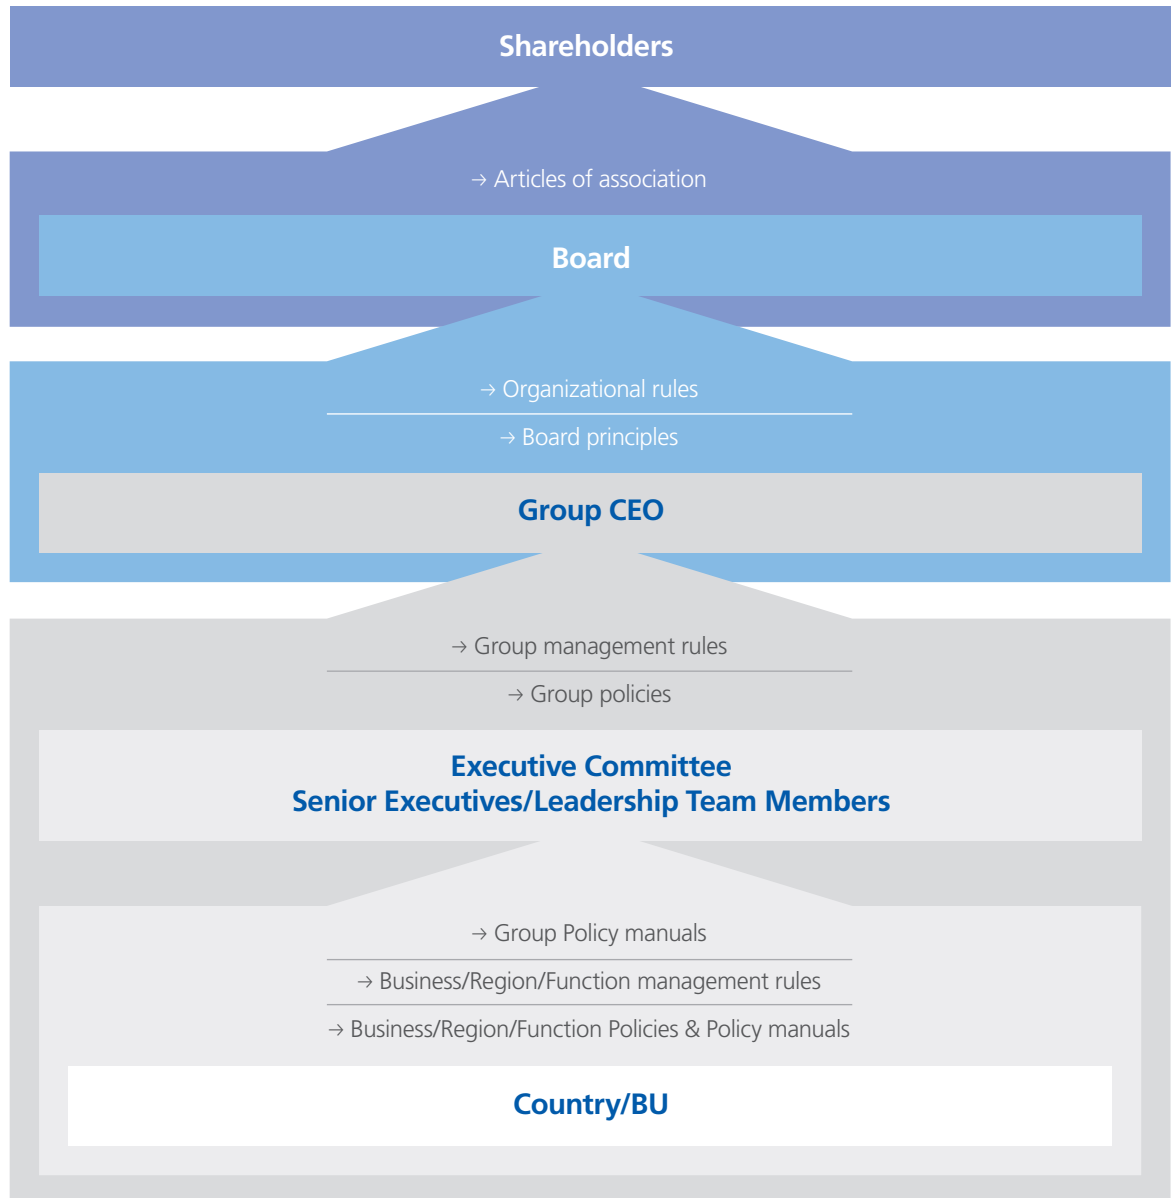 Shareholders
→ Articles of association
Board
→ Organizational rules
→ Board principles
Group CEO
→ Group management rules
→ Group policies
Executive Committee
Senior Executives/Leadership Team Members
→ Group Policy manuals
→ Business/Region/Function management rules
→ Business/Region/Function Policies & Policy manuals
Country/BU